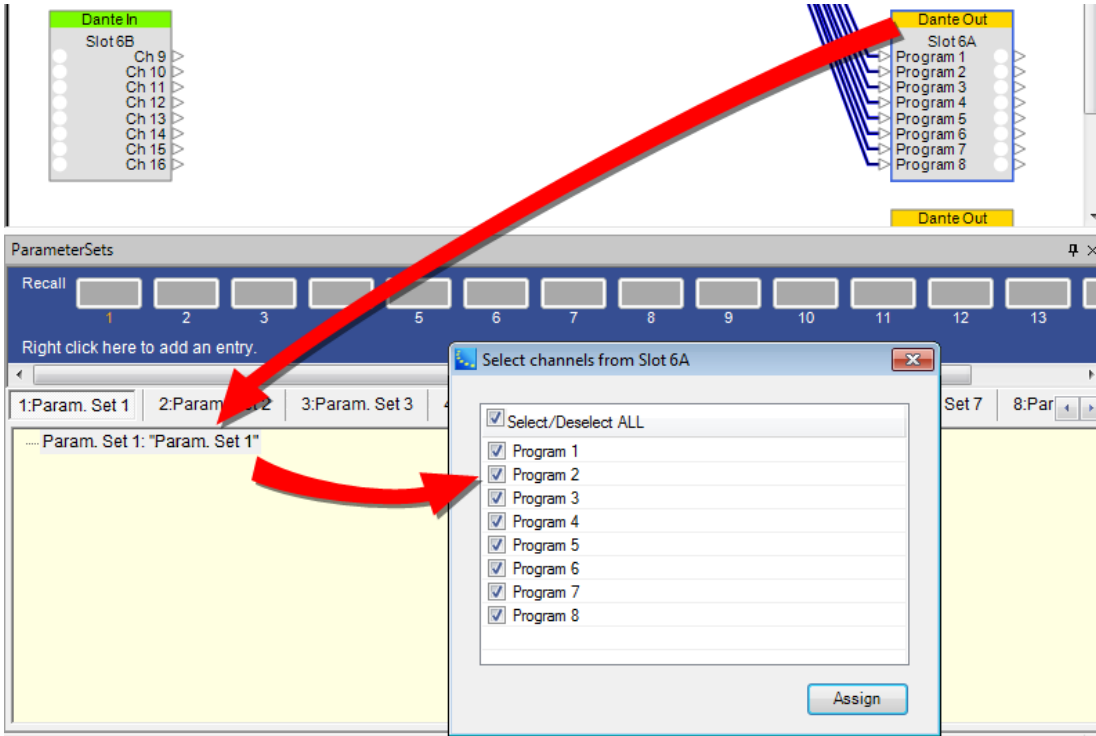 Dante In
Slot 6B
Ch 9
Ch 10
Ch 11
Ch 12
Ch 13
Ch 14
Ch 15
Ch 16
Dante Out
Slot 6A
Program 1
Program 2
Program 3
Program 4
Program 5
Program 6
Program 7
Program 8
Dante Out
ParameterSets
Recall
1 2 3 5 6 7 8 9 10 11 12 13
Right click here to add an entry.
1:Param. Set 1 2:Param. 2 3:Param. Set 3 Set 7 8:Par
Param. Set 1: "Param. Set 1"
Select channels from Slot 6A
Select/Deselect ALL
Program 1
Program 2
Program 3
Program 4
Program 5
Program 6
Program 7
Program 8
Assign